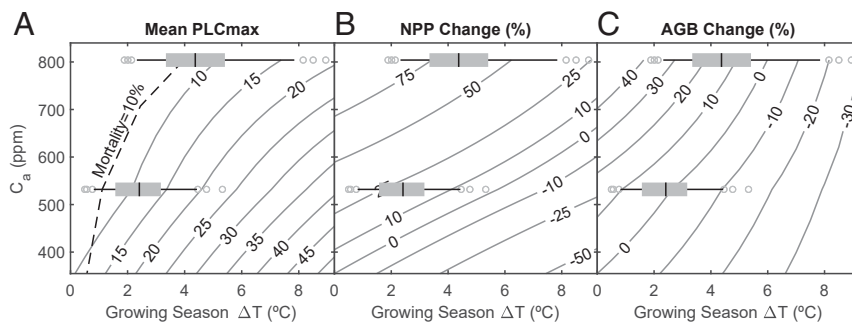 A
Mean PLCmax
B
NPP Change (%)
C
AGB Change (%)
C_a (ppm)
800
700
600
500
400
Mortality=10%
10
15
20
15
20
25
30
35
40
45
75
50
25
10
0
-10
-25
-50
10
0
40
30
20
10
0
-10
-20
-30
0
0 2 4 6 8
0 2 4 6 8
0 2 4 6 8
Growing Season ΔT (ºC)
Growing Season ΔT (ºC)
Growing Season ΔT (ºC)